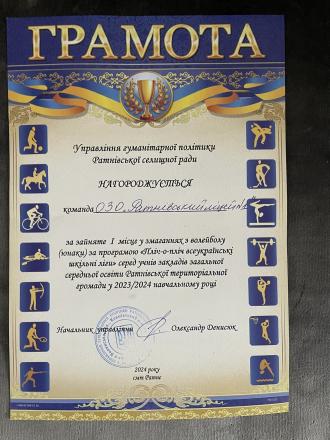 ГРАМОТА
Управління гуманітарної політики
Ратнівської селищної ради
НАГОРОДЖУЄТЬСЯ
команда ОЗО „Ратнівський ліцей
за зайняте І місце у змаганнях з волейболу
(юнаки) за програмою «Пліч-о-пліч всеукраїнські
шкільні ліги» серед учнів закладів загальної
середньої освіти Ратнівської територіальної
громади у 2023/2024 навчальному році
Начальник управління Олександр Денисюк
2024 року
смт Ратне